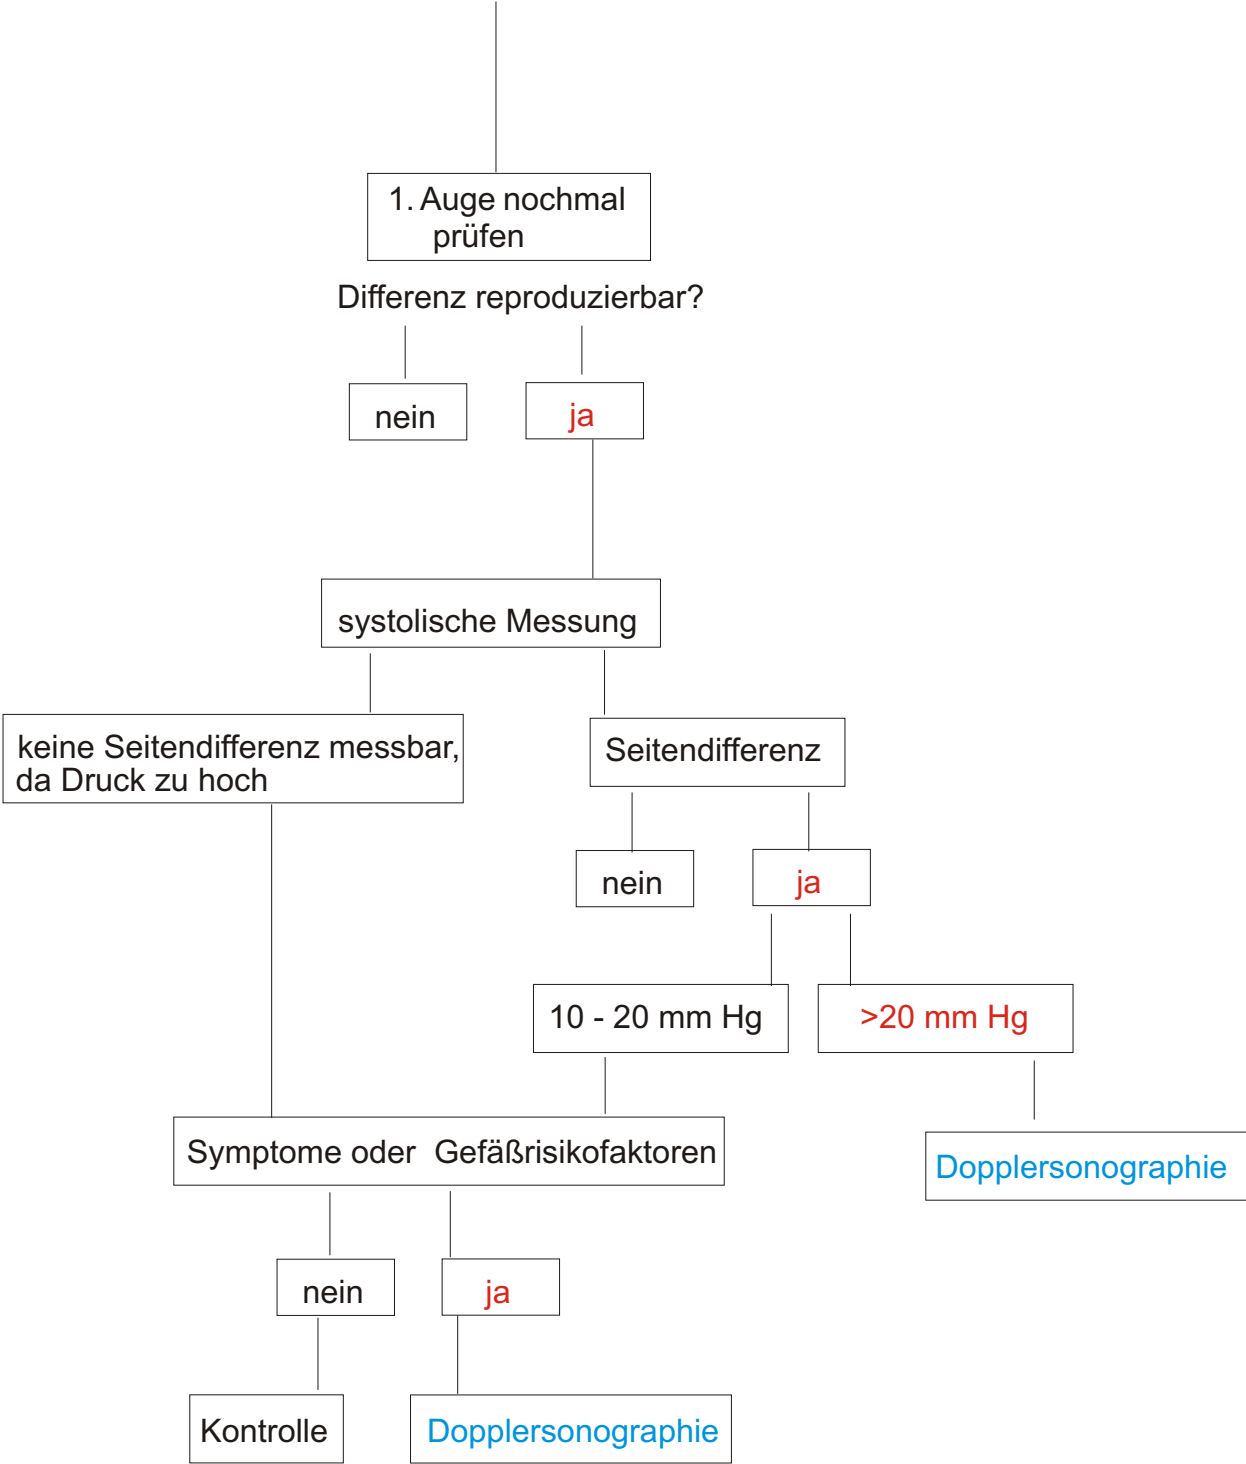 1. Auge nochmal
prüfen
Differenz reproduzierbar?
nein
ja
systolische Messung
keine Seitendifferenz messbar,
da Druck zu hoch
Seitendifferenz
nein
ja
10 - 20 mm Hg
>20 mm Hg
Symptome oder Gefäßrisikofaktoren
Dopplersonographie
nein
ja
Kontrolle
Dopplersonographie